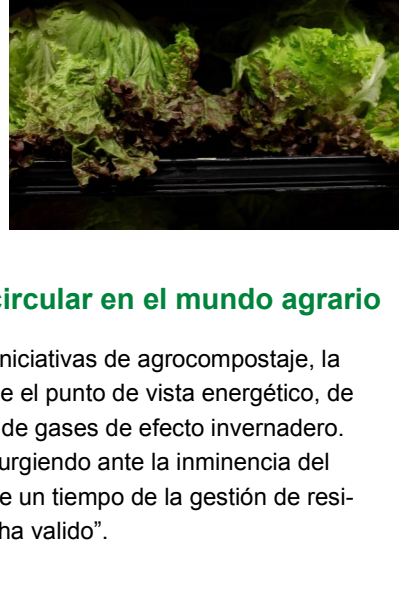 circular en el mundo agrario
niciativas de agrocompostaje, la
e el punto de vista energético, de
de gases de efecto invernadero.
urgiendo ante la inminencia del
e un tiempo de la gestión de resi-
ha valido”.